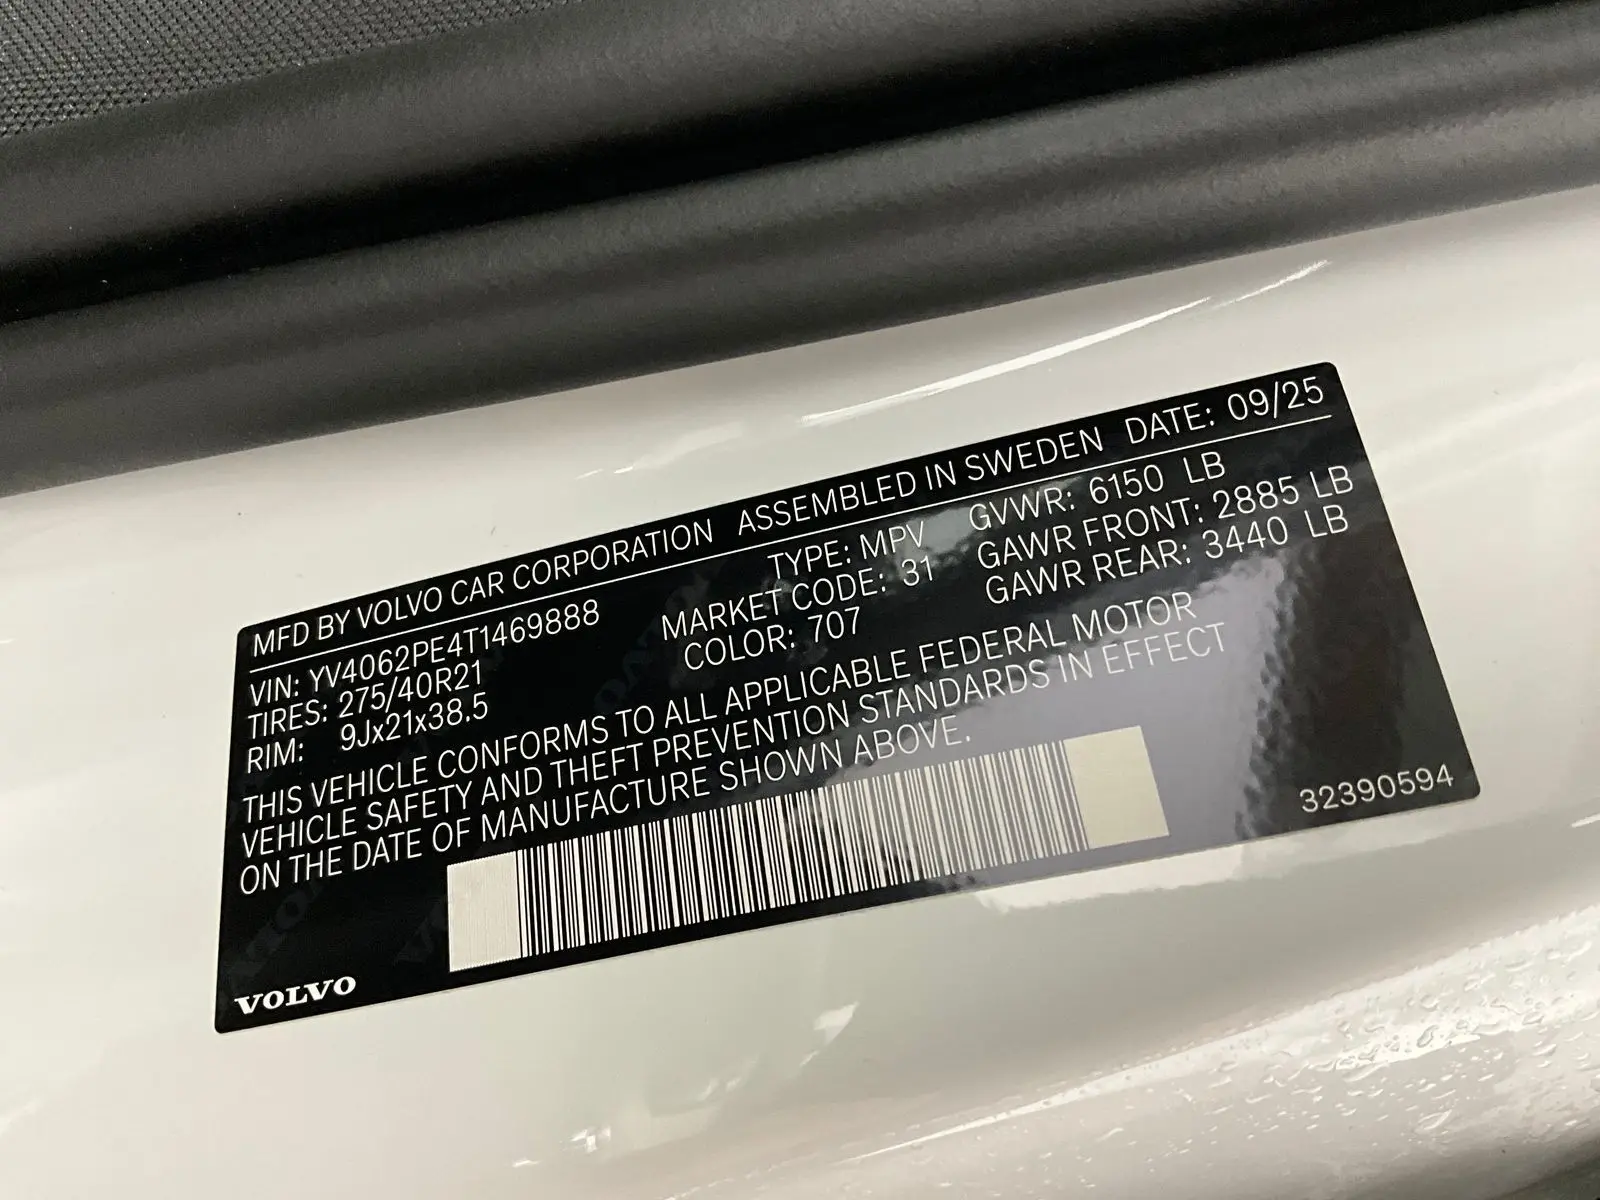 MFD BY VOLVO CAR CORPORATION ASSEMBLED IN SWEDEN DATE: 09/25
VIN: YV4062PE4T1469888 TYPE: MPV GVWR: 6150 LB
TIRES: 275/40R21 MARKET CODE: 31 GAWR FRONT: 2885 LB
RIM: 9Jx21x38.5 COLOR: 707 GAWR REAR: 3440 LB
THIS VEHICLE CONFORMS TO ALL APPLICABLE FEDERAL MOTOR
VEHICLE SAFETY AND THEFT PREVENTION STANDARDS IN EFFECT
ON THE DATE OF MANUFACTURE SHOWN ABOVE.
32390594
VOLVO